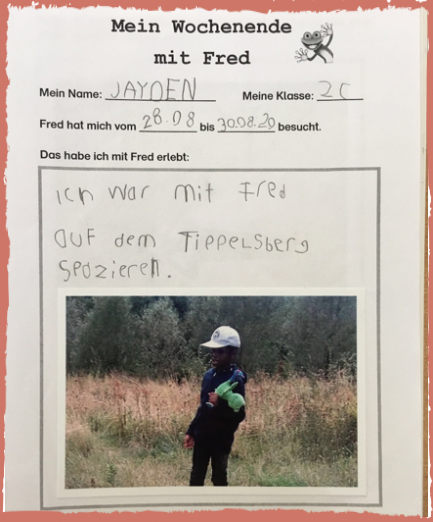 Mein Wochenende
mit Fred
Mein Name: JAYDEN Meine Klasse: 2C
Fred hat mich vom 28.08 bis 30.08.20 besucht.
Das habe ich mit Fred erlebt:
ich war mit Fred
auf dem Tippelsberg
spazieren.